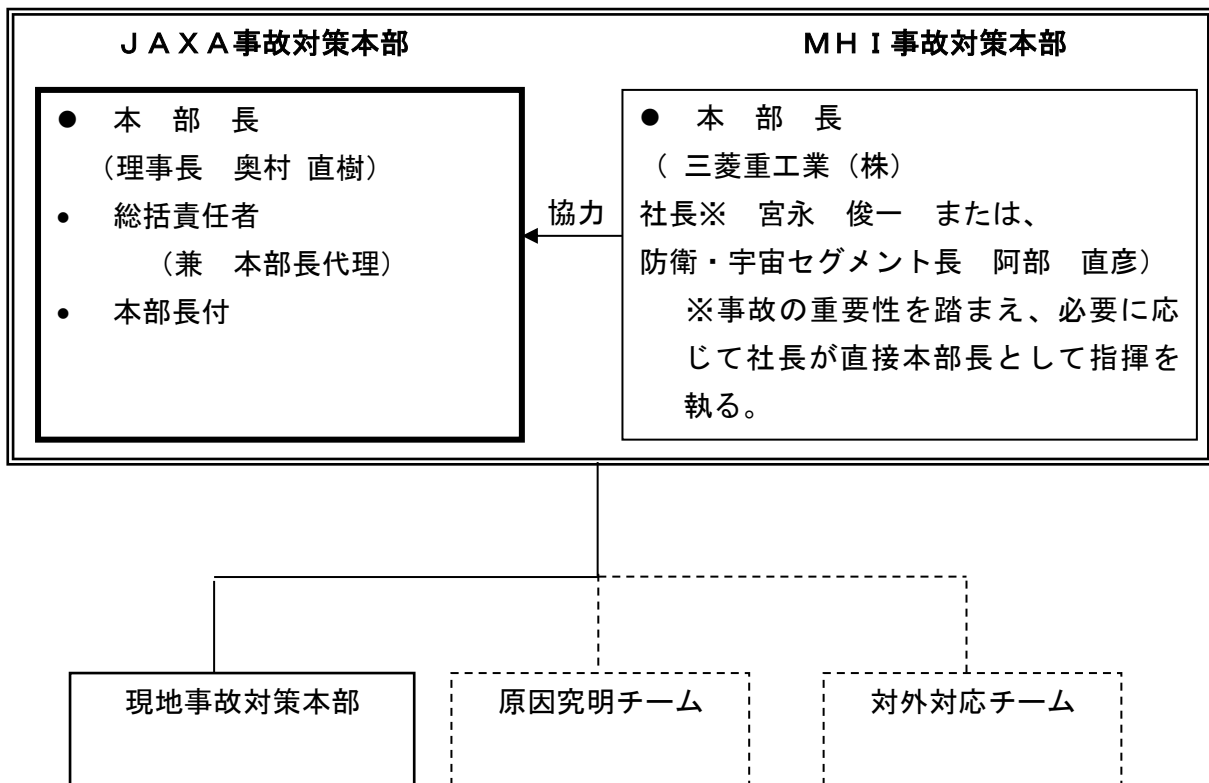 ＪＡＸＡ事故対策本部
● 本 部 長
（理事長 奥村 直樹）
• 総括責任者
（兼 本部長代理）
• 本部長付
協力
ＭＨＩ事故対策本部
● 本 部 長
（ 三菱重工業（株）
社長※ 宮永 俊一 または、
防衛・宇宙セグメント長 阿部 直彦）
※事故の重要性を踏まえ、必要に応
じて社長が直接本部長として指揮を
執る。
現地事故対策本部
原因究明チーム
対外対応チーム